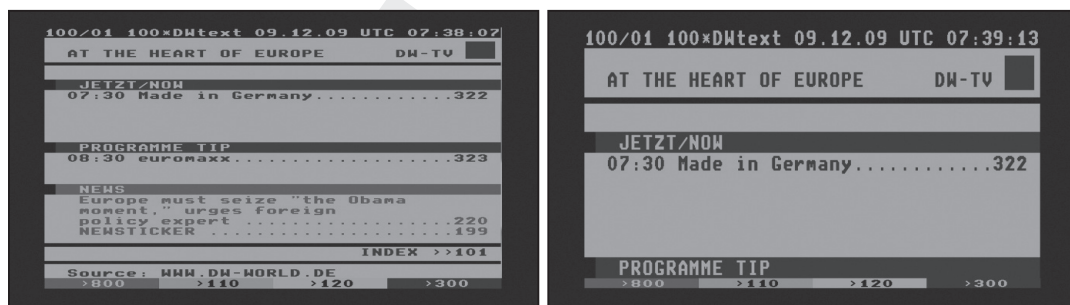 100/01 100×DWtext 09.12.09 UTC 07:38:07
AT THE HEART OF EUROPE DW-TV
JETZT/NOW
07:30 Made in Germany............322
PROGRAMME TIP
08:30 euromaxx...................323
NEWS
Europe must seize "the Obama
moment," urges foreign
policy expert ...................220
NEWSTICKER ......................199
INDEX >>101
Source: WWW.DW-WORLD.DE
>800 >110 >120 >300
100/01 100×DWtext 09.12.09 UTC 07:39:13
AT THE HEART OF EUROPE DW-TV
JETZT/NOW
07:30 Made in Germany............322
PROGRAMME TIP
>800 >110 >120 >300